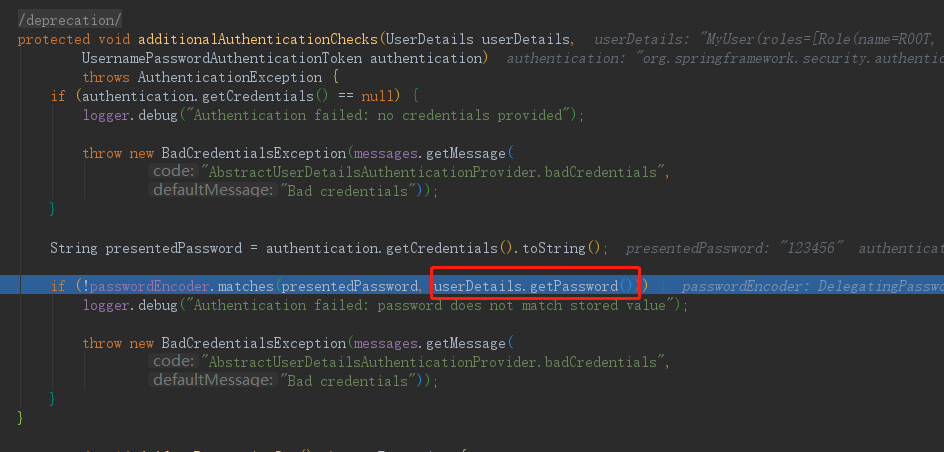 /deprecation/
protected void additionalAuthenticationChecks(UserDetails userDetails, userDetails: "MyUser(roles=[Role(name=ROOT,
UsernamePasswordAuthenticationToken authentication) authentication: "org.springframework.security.authentic
throws AuthenticationException {
if (authentication.getCredentials() == null) {
logger.debug("Authentication failed: no credentials provided");
throw new BadCredentialsException(messages.getMessage(
code: "AbstractUserDetailsAuthenticationProvider.badCredentials",
defaultMessage: "Bad credentials"));
}
String presentedPassword = authentication.getCredentials().toString(); presentedPassword: "123456" authenticat
if (!passwordEncoder.matches(presentedPassword, userDetails.getPassword())) { passwordEncoder: DelegatingPasswo
logger.debug("Authentication failed: password does not match stored value");
throw new BadCredentialsException(messages.getMessage(
code: "AbstractUserDetailsAuthenticationProvider.badCredentials",
defaultMessage: "Bad credentials"));
}
}